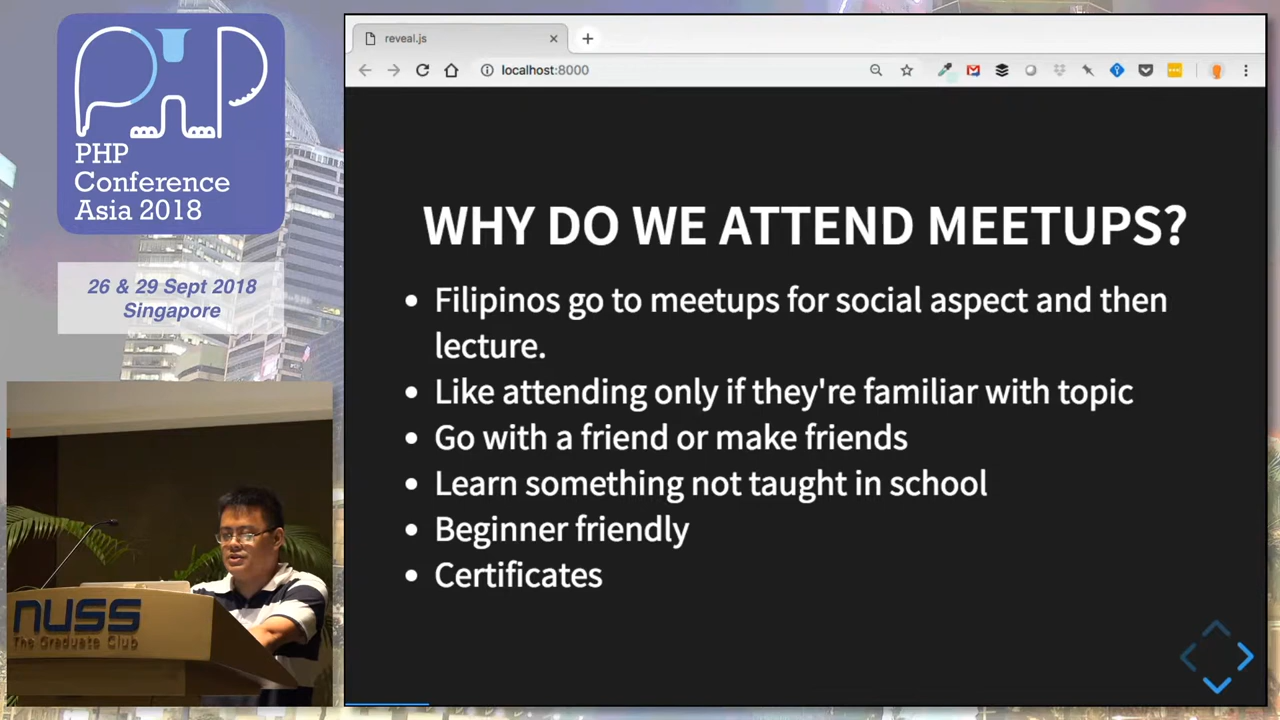 PHP
Conference
Asia 2018
26 & 29 Sept 2018
Singapore
nuss
The Graduate Club
reveal.js
localhost:8000
WHY DO WE ATTEND MEETUPS?
• Filipinos go to meetups for social aspect and then
lecture.
• Like attending only if they're familiar with topic
• Go with a friend or make friends
• Learn something not taught in school
• Beginner friendly
• Certificates